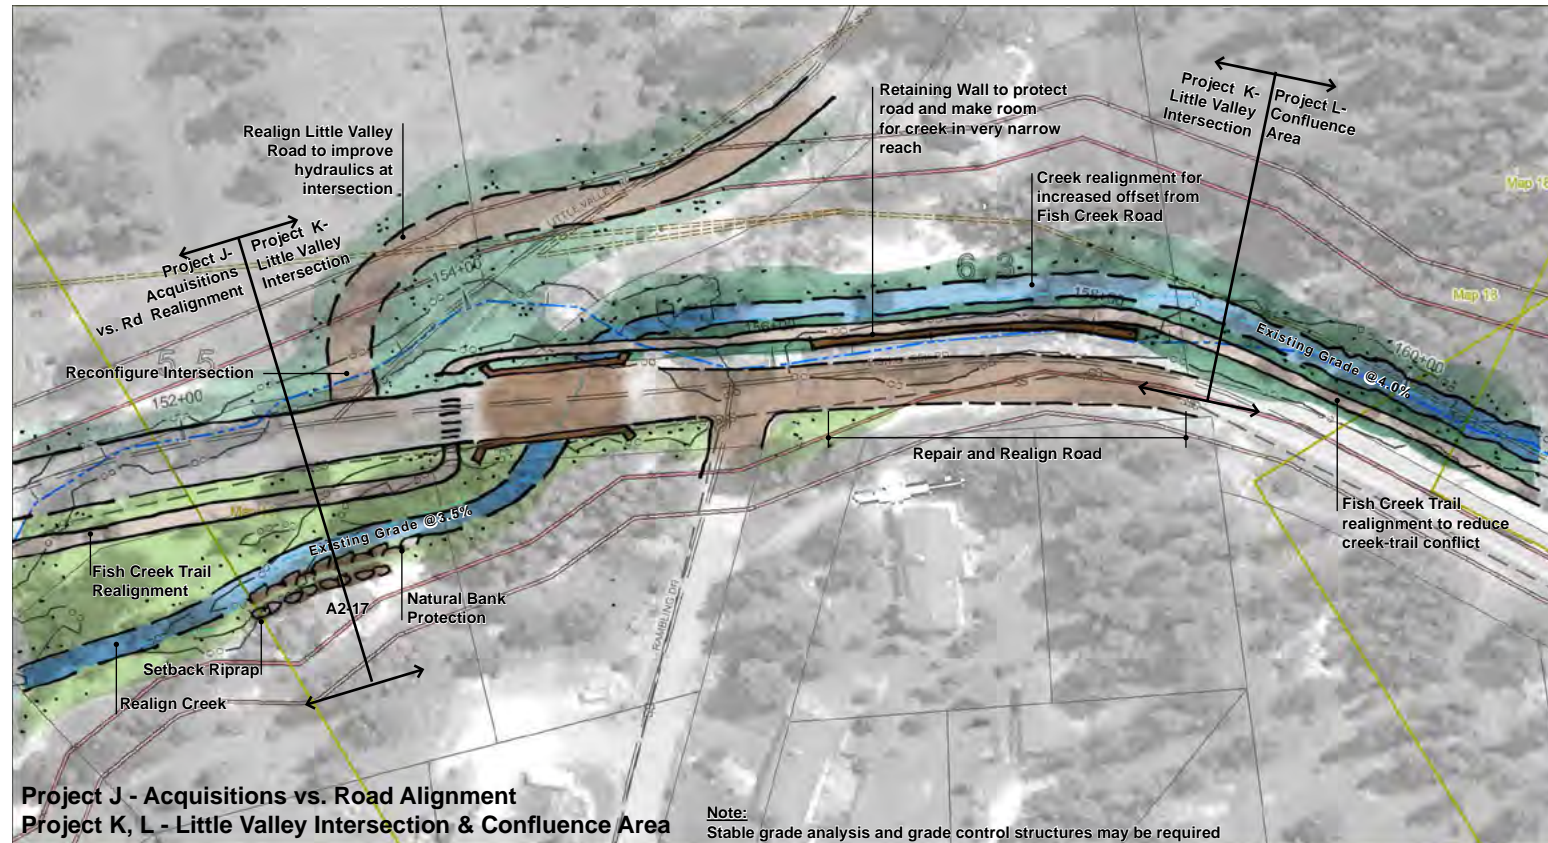 Retaining Wall to protect
road and make room
for creek in very narrow
reach
Project K-
Little Valley
Intersection
Project L-
Confluence
Area
Realign Little Valley
Road to improve
hydraulics at
intersection
Creek realignment for
increased offset from
Fish Creek Road
Map 18
Project J-
Acquisitions
vs. Rd Realignment
Project K-
Little Valley
Intersection
154+00
63
158+00
156+00
Map 18
Existing Grade @4.0%
160+00
55
Reconfigure Intersection
152+00
Repair and Realign Road
Existing Grade @3.5%
Fish Creek Trail
realignment to reduce
creek-trail conflict
Fish Creek Trail
Realignment
A2-17
Natural Bank
Protection
RAMBLING DR
Setback Riprap
Realign Creek
Project J - Acquisitions vs. Road Alignment
Project K, L - Little Valley Intersection & Confluence Area
Note:
Stable grade analysis and grade control structures may be required